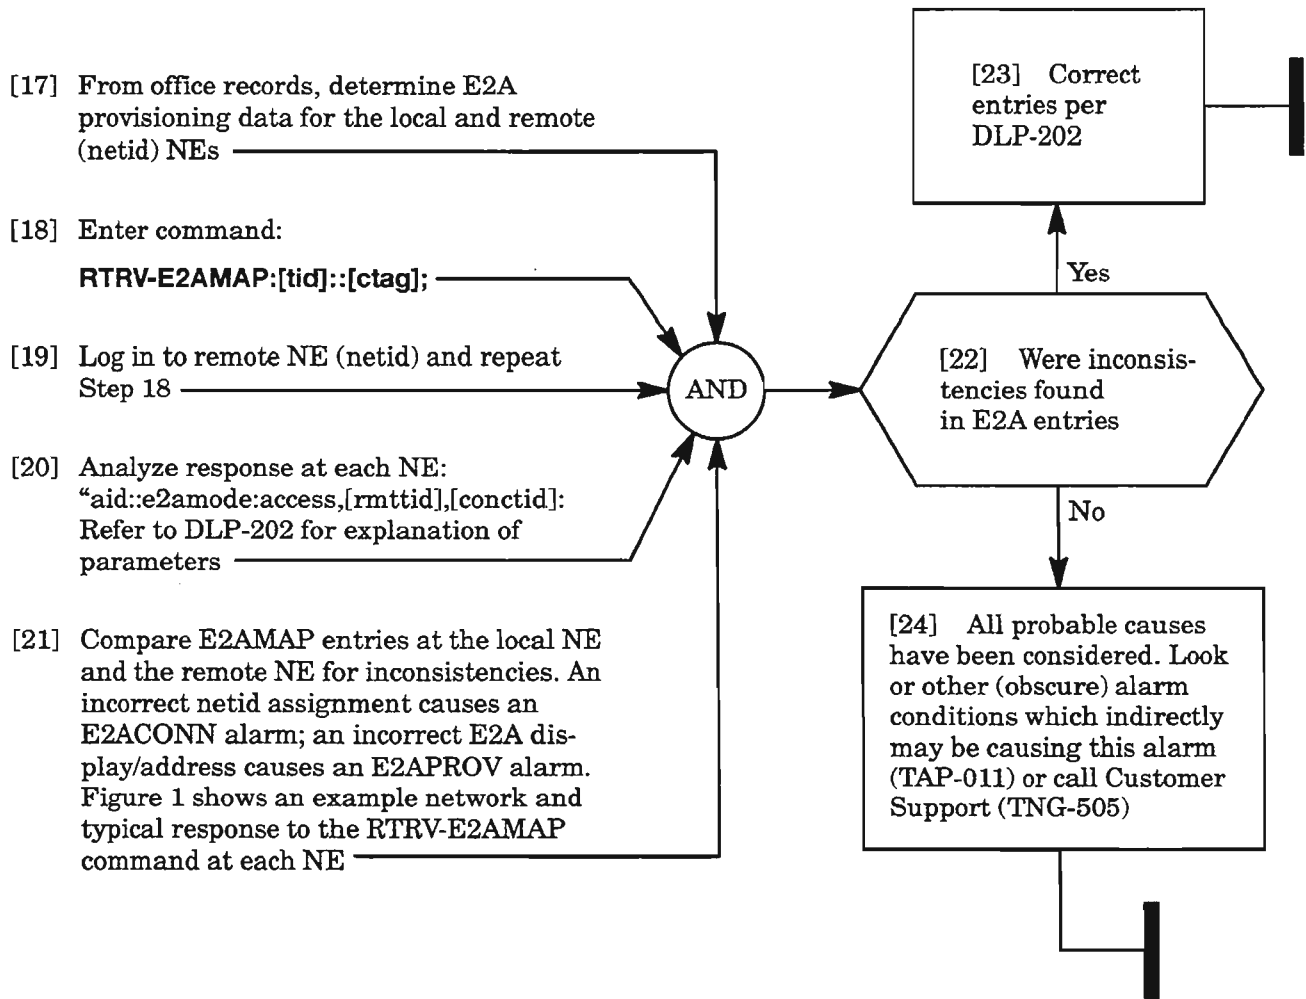 [17] From office records, determine E2A
provisioning data for the local and remote
(netid) NEs
[18] Enter command:
RTRV-E2AMAP:[tid]::[ctag];
[19] Log in to remote NE (netid) and repeat
Step 18
[20] Analyze response at each NE:
“aid::e2amode:access,[rmttid],[conctid]:
Refer to DLP-202 for explanation of
parameters
[21] Compare E2AMAP entries at the local NE
and the remote NE for inconsistencies. An
incorrect netid assignment causes an
E2ACONN alarm; an incorrect E2A dis-
play/address causes an E2APROV alarm.
Figure 1 shows an example network and
typical response to the RTRV-E2AMAP
command at each NE
AND
[22] Were inconsis-
tencies found
in E2A entries
Yes
[23] Correct
entries per
DLP-202
No
[24] All probable causes
have been considered. Look
or other (obscure) alarm
conditions which indirectly
may be causing this alarm
(TAP-011) or call Customer
Support (TNG-505)